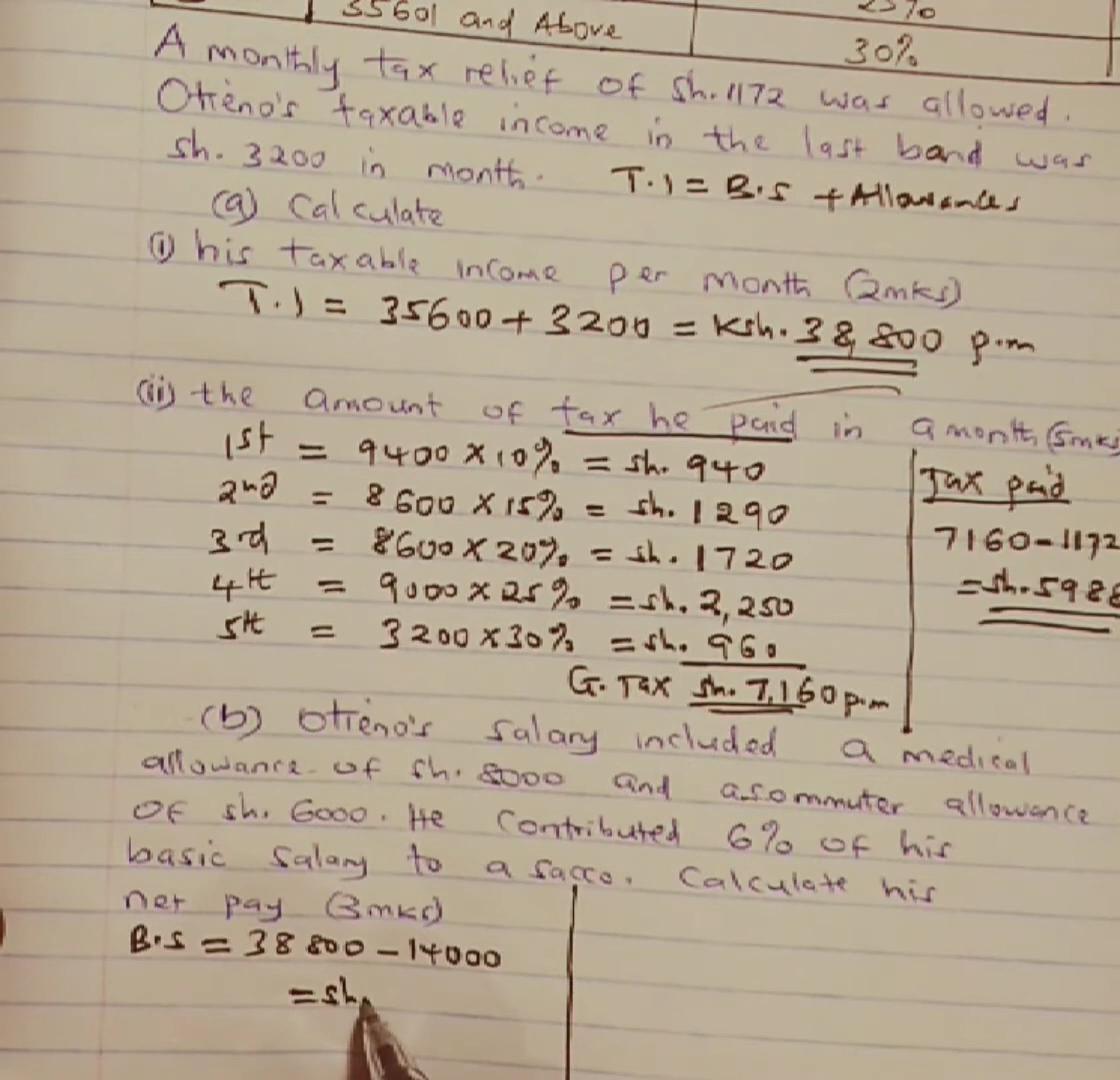 35601 and Above
25%
30%
A monthly tax relief of sh.1172 was allowed.
Otieno's taxable income in the last band was
sh. 3200 in month. T.I = B.S + Allowances
(a) Calculate
(i) his taxable income per month (2mks)
T.I = 35600 + 3200 = Ksh. 38,800 p.m
(ii) the amount of tax he paid in a month (5mks)
1st = 9400 x 10% = sh. 940
2nd = 8600 x 15% = sh. 1290
3rd = 8600 x 20% = sh. 1720
4th = 9000 x 25% = sh. 2,250
5th = 3200 x 30% = sh. 960
G. Tax sh. 7,160 p.m
Tax paid
7160-1172
= sh. 5988
(b) Otieno's salary included a medical
allowance of sh. 8000 and a commuter allowance
of sh. 6000. He contributed 6% of his
basic salary to a sacco. Calculate his
net pay (3mks)
B.S = 38 800 - 14000
= sh.